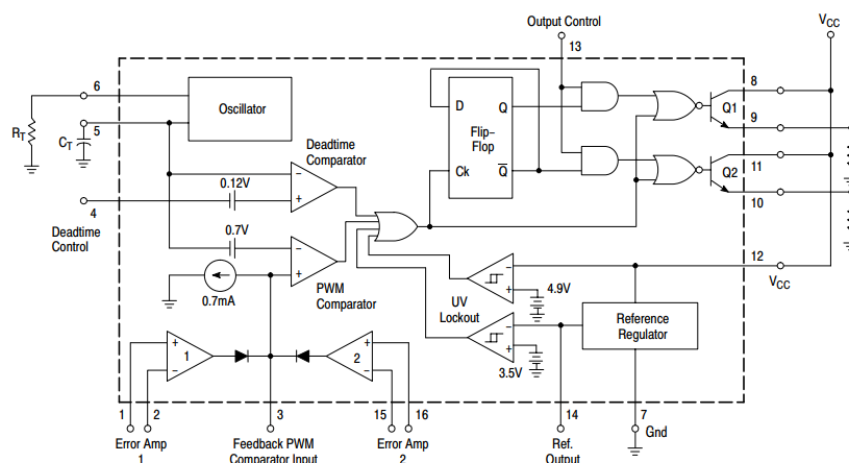 Output Control
VCC
13
6
Oscillator
8
D
Q
Q1
RT
5
CT
Flip-
Flop
9
Deadtime
Comparator
11
0.12V
Ck
Q
Q2
4
10
Deadtime
Control
0.7V
12
VCC
0.7mA
PWM
Comparator
UV
Lockout
4.9V
Reference
Regulator
1
2
3.5V
1
2
3
15
16
14
7
Gnd
Error Amp
1
Feedback PWM
Comparator Input
Error Amp
2
Ref.
Output